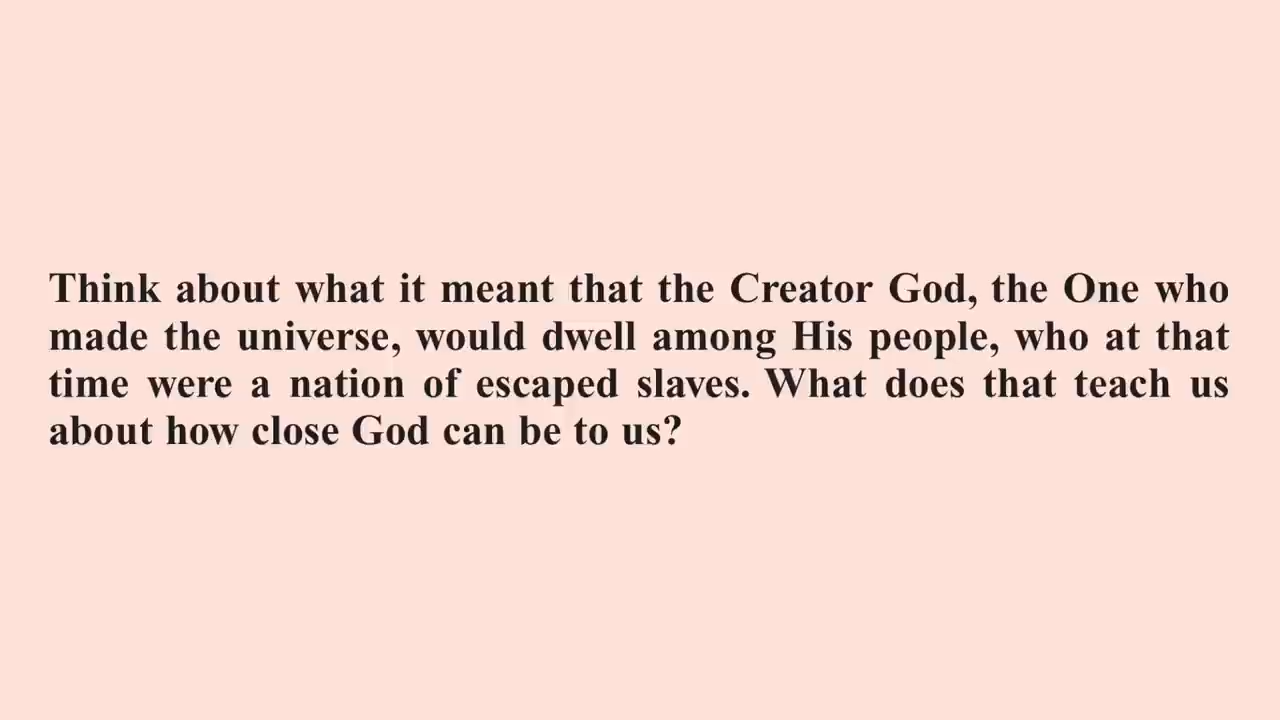 Think about what it meant that the Creator God, the One who
made the universe, would dwell among His people, who at that
time were a nation of escaped slaves. What does that teach us
about how close God can be to us?